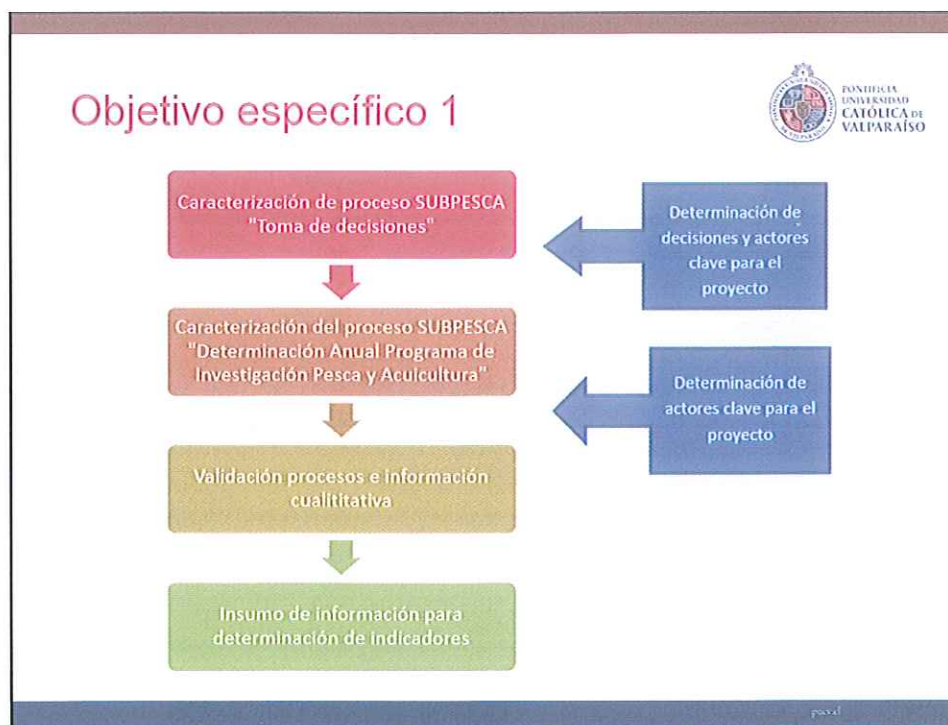 Objetivo específico 1
PONTIFICIA
UNIVERSIDAD
CATÓLICA DE
VALPARAÍSO
Caracterización de proceso SUBPESCA
"Toma de decisiones"
Determinación de
decisiones y actores
clave para el
proyecto
Caracterización del proceso SUBPESCA
"Determinación Anual Programa de
Investigación Pesca y Acuicultura"
Determinación de
actores clave para el
proyecto
Validación procesos e información
cualititativa
Insumo de información para
determinación de indicadores
pucv.cl